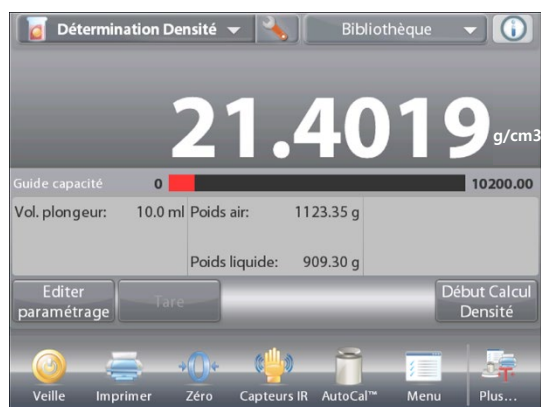 Détermination Densité Bibliothèque
21.4019 g/cm3
Guide capacité 0 10200.00
Vol. plongeur: 10.0 ml Poids air: 1123.35 g
Poids liquide: 909.30 g
Editer paramétrage Tare Début Calcul Densité
Veille Imprimer Zéro Capteurs IR AutoCal™ Menu Plus...